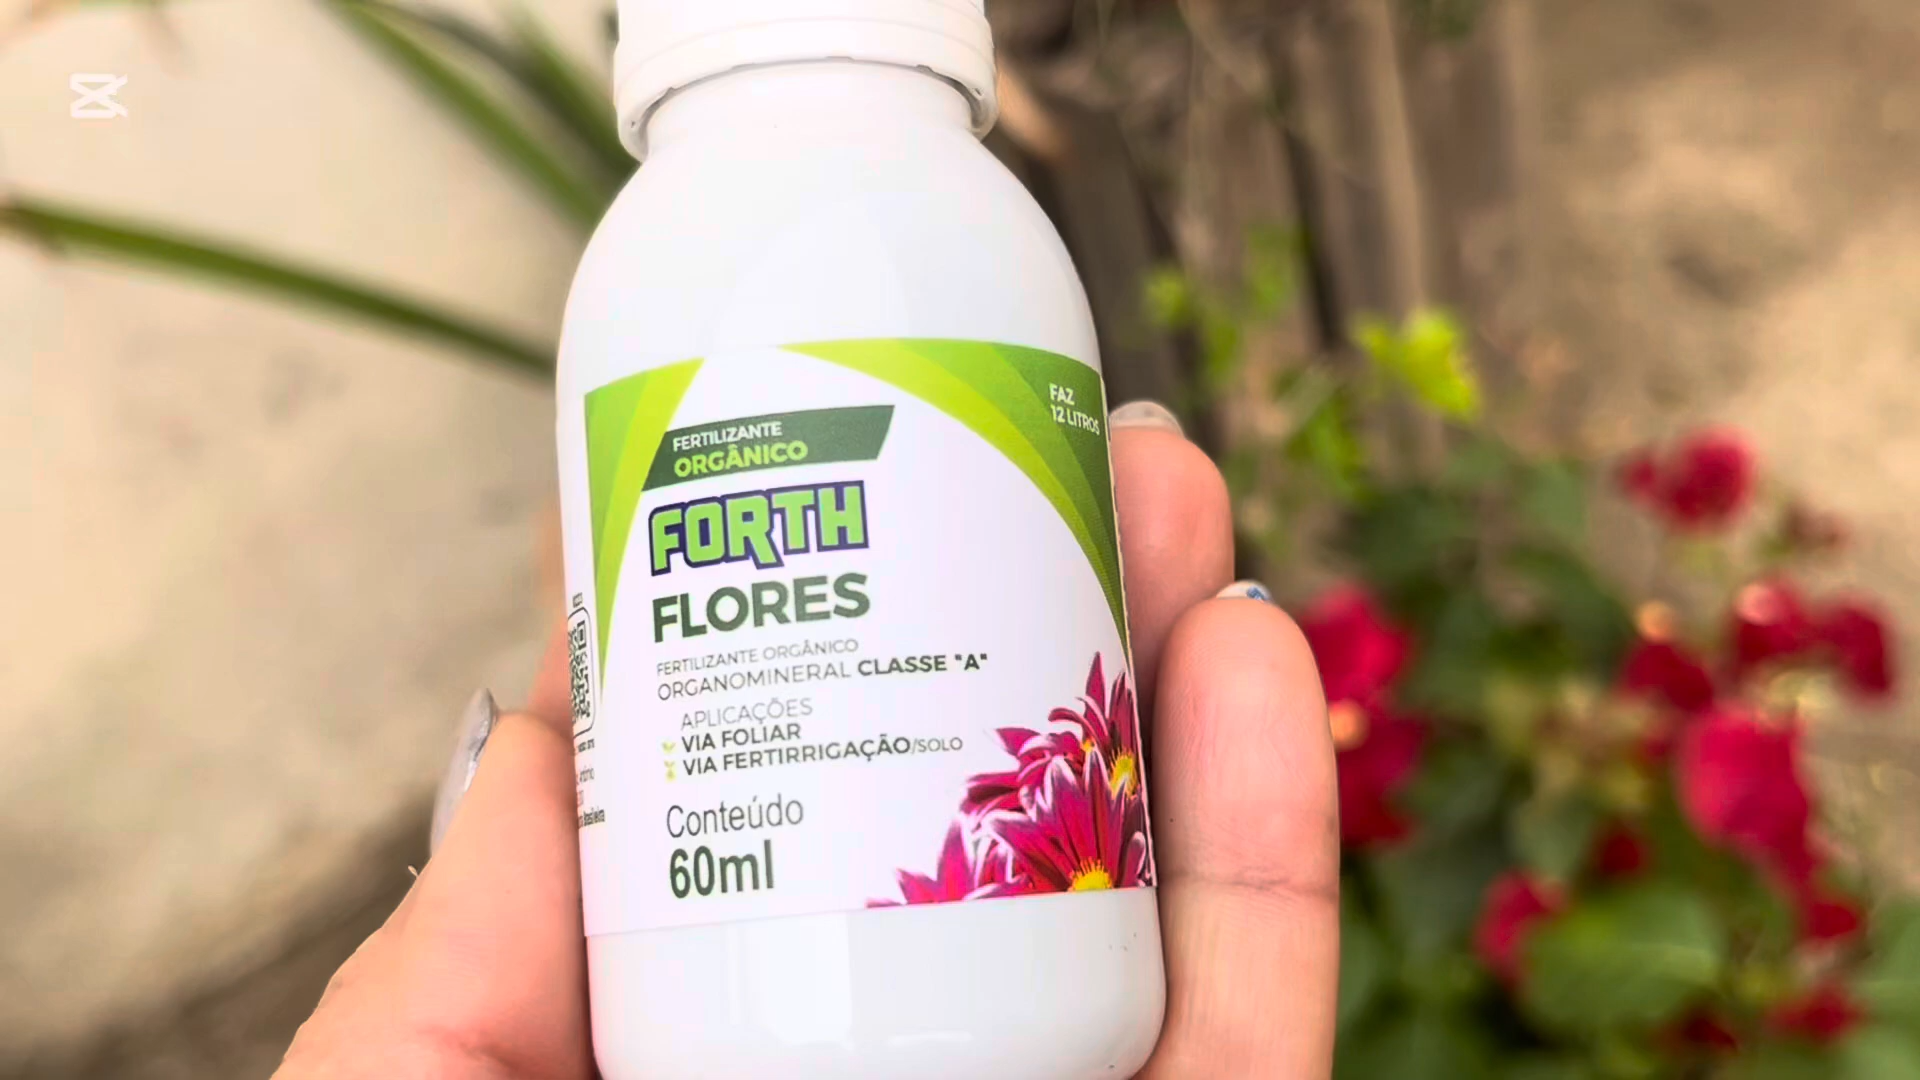 FAZ
12 LITROS
FERTILIZANTE
ORGÂNICO
FORTH
FLORES
FERTILIZANTE ORGÂNICO
ORGANOMINERAL CLASSE "A"
APLICAÇÕES
VIA FOLIAR
VIA FERTIRRIGAÇÃO/SOLO
Conteúdo
60ml